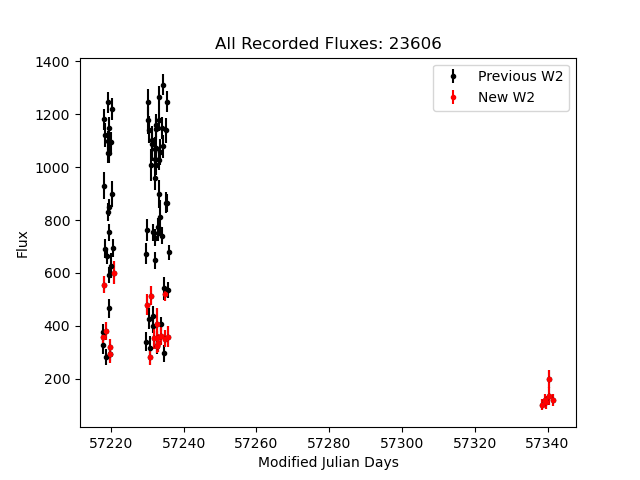 All Recorded Fluxes: 23606
1400
1200
1000
800
600
400
200
Flux
Previous W2
New W2
57220 57240 57260 57280 57300 57320 57340
Modified Julian Days